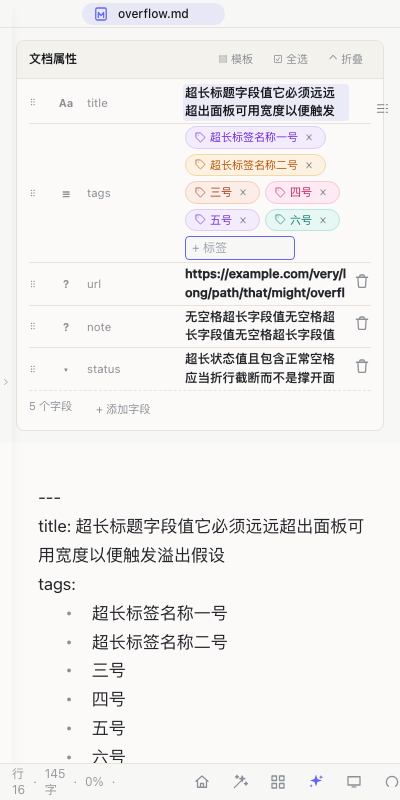 overflow.md
文档属性 模板 全选 折叠
Aa title 超长标题字段值它必须远远
超出面板可用宽度以便触发
超长标签名称一号 ×
超长标签名称二号 ×
tags 三号 × 四号 ×
五号 × 六号 ×
+ 标签
? url https://example.com/very/l
ong/path/that/might/overfl
? note 无空格超长字段值无空格超
长字段值无空格超长字段值
status 超长状态值且包含正常空格
应当折行截断而不是撑开面
5 个字段 + 添加字段
---
title: 超长标题字段值它必须远远超出面板可
用宽度以便触发溢出假设
tags:
• 超长标签名称一号
• 超长标签名称二号
• 三号
• 四号
• 五号
• 六号
行 16 · 145 字 · 0% ·